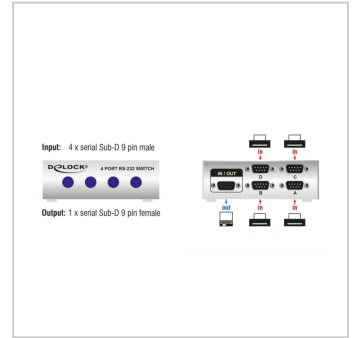 Input: 4 x serial Sub-D 9 pin male
DeLOCK® 4 PORT RS-232 SWITCH
Output: 1 x serial Sub-D 9 pin female
in in
IN / OUT
D C
B A
out in in